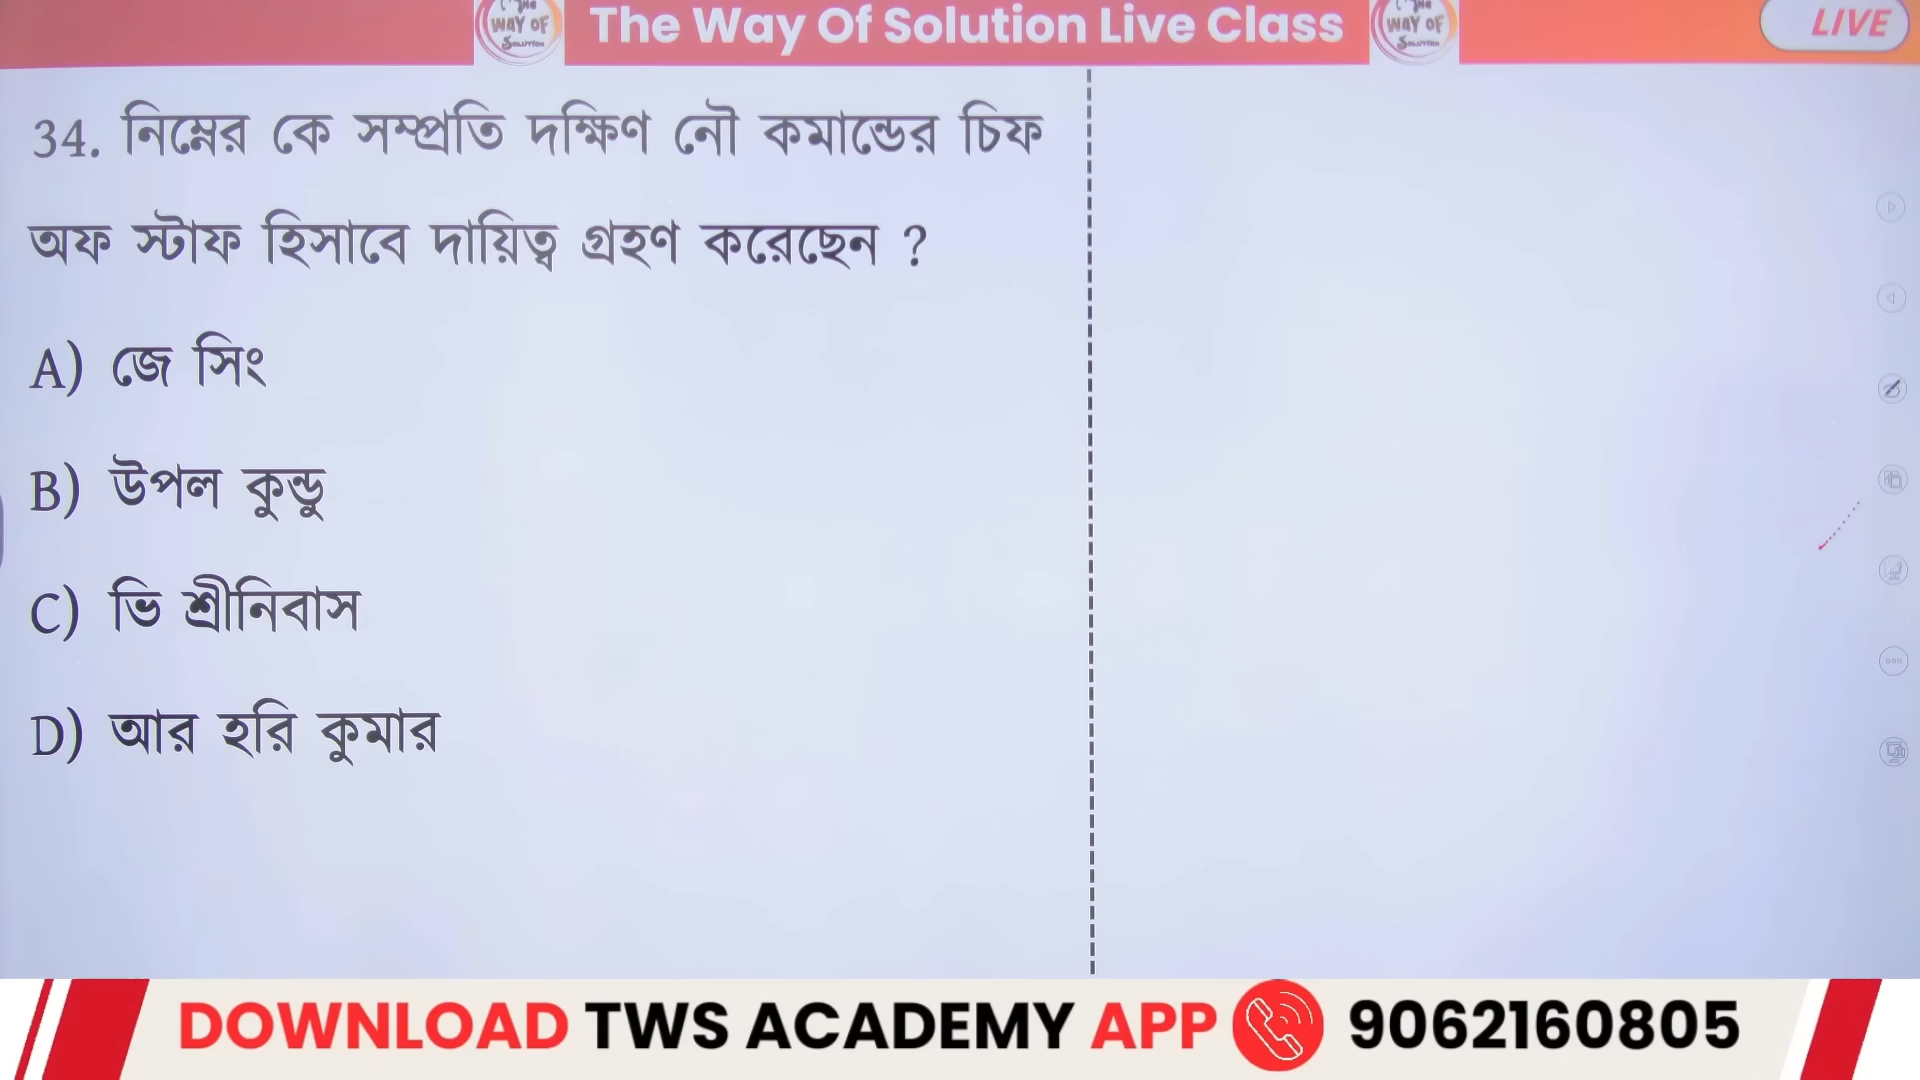 The Way Of Solution Live Class
LIVE
34. নিম্নের কে সম্প্রতি দক্ষিণ নৌ কমান্ডের চিফ
অফ স্টাফ হিসাবে দায়িত্ব গ্রহণ করেছেন ?
A) জে সিং
B) উপল কুন্ডু
C) ভি শ্রীনিবাস
D) আর হরি কুমার
DOWNLOAD TWS ACADEMY APP 9062160805